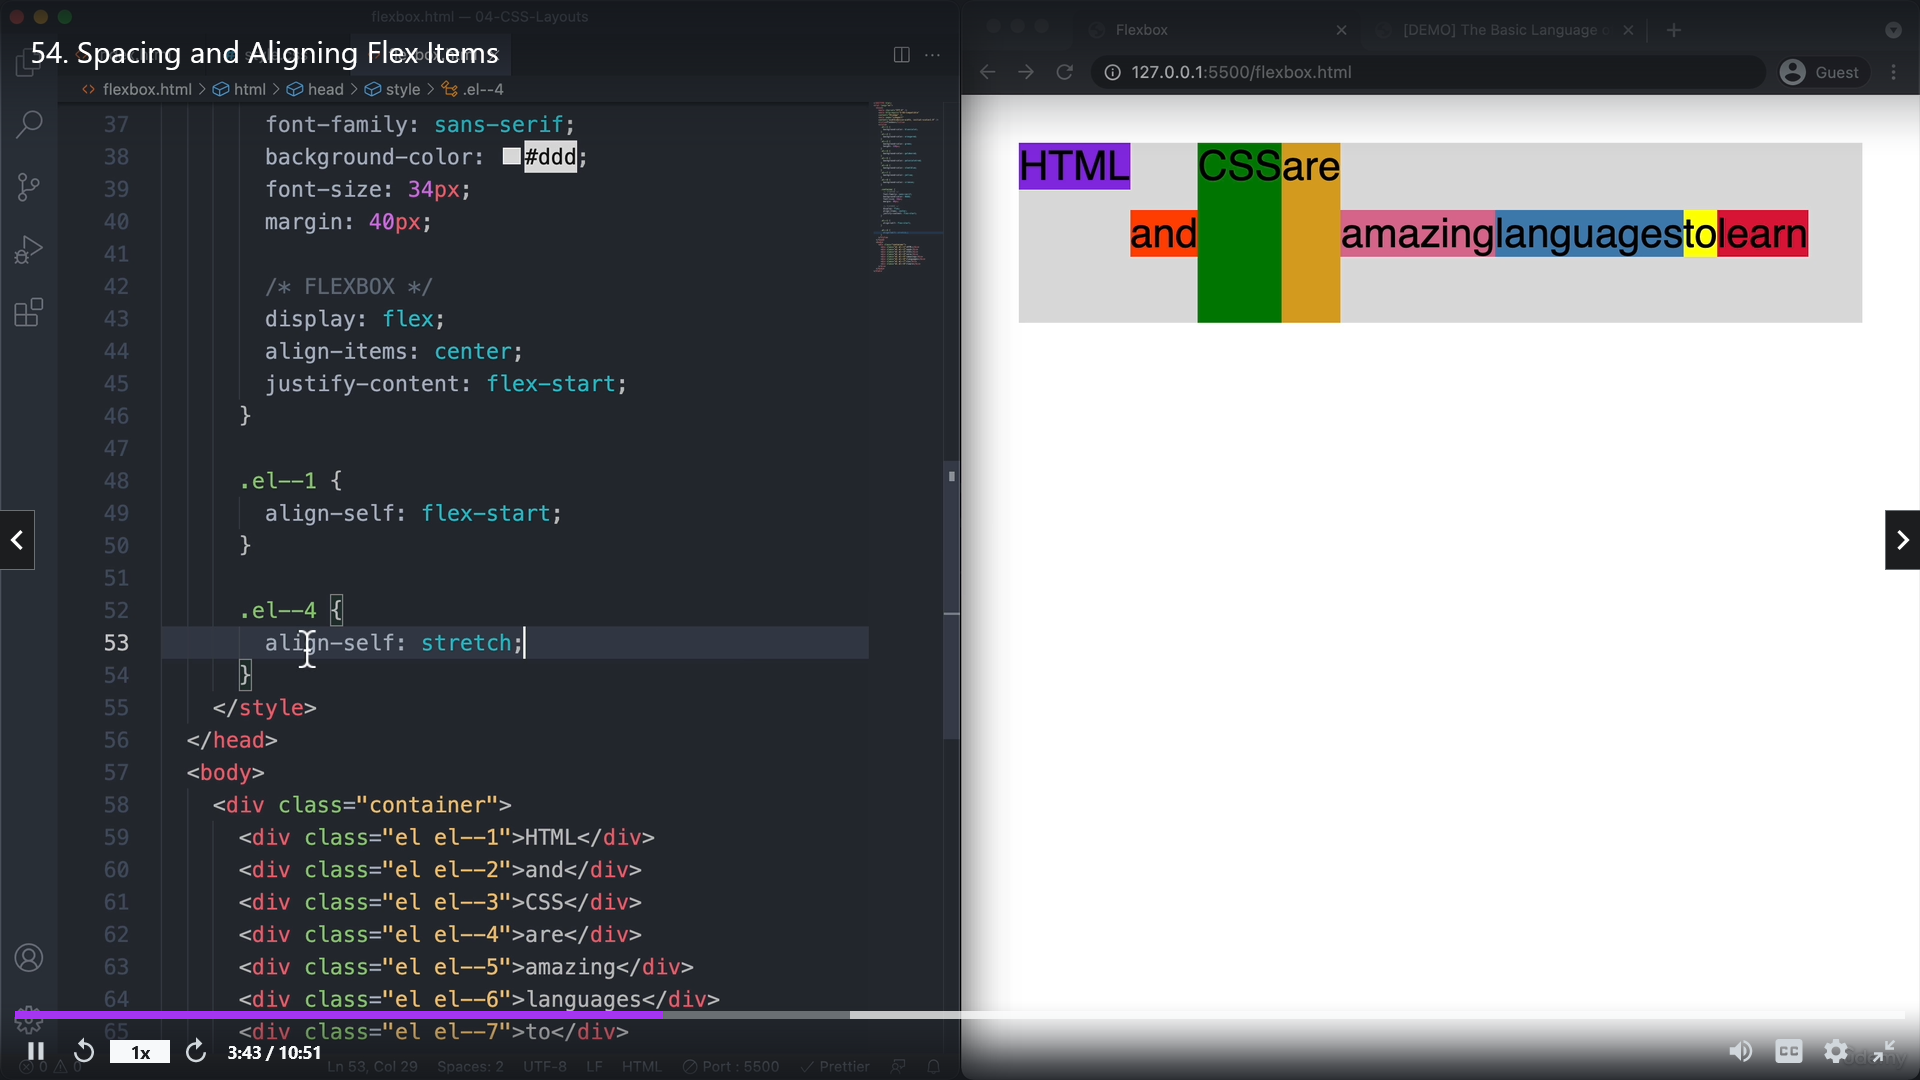 flexbox.html — 04-CSS-Layouts
54. Spacing and Aligning Flex Items
flexbox.html > html > head > style > .el--4
37 font-family: sans-serif;
38 background-color: #ddd;
39 font-size: 34px;
40 margin: 40px;
41
42 /* FLEXBOX */
43 display: flex;
44 align-items: center;
45 justify-content: flex-start;
46 }
47
48 .el--1 {
49 align-self: flex-start;
50 }
51
52 .el--4 {
53 align-self: stretch;
54 }
55 </style>
56 </head>
57 <body>
58 <div class="container">
59 <div class="el el--1">HTML</div>
60 <div class="el el--2">and</div>
61 <div class="el el--3">CSS</div>
62 <div class="el el--4">are</div>
63 <div class="el el--5">amazing</div>
64 <div class="el el--6">languages</div>
65 <div class="el el--7">to</div>
1x 3:43 / 10:51
0 0 Ln 53, Col 29 Spaces: 2 UTF-8 LF HTML Port : 5500 Prettier
Flexbox [DEMO] The Basic Language o
127.0.0.1:5500/flexbox.html Guest
HTML CSS are
and amazing languages to learn
CC